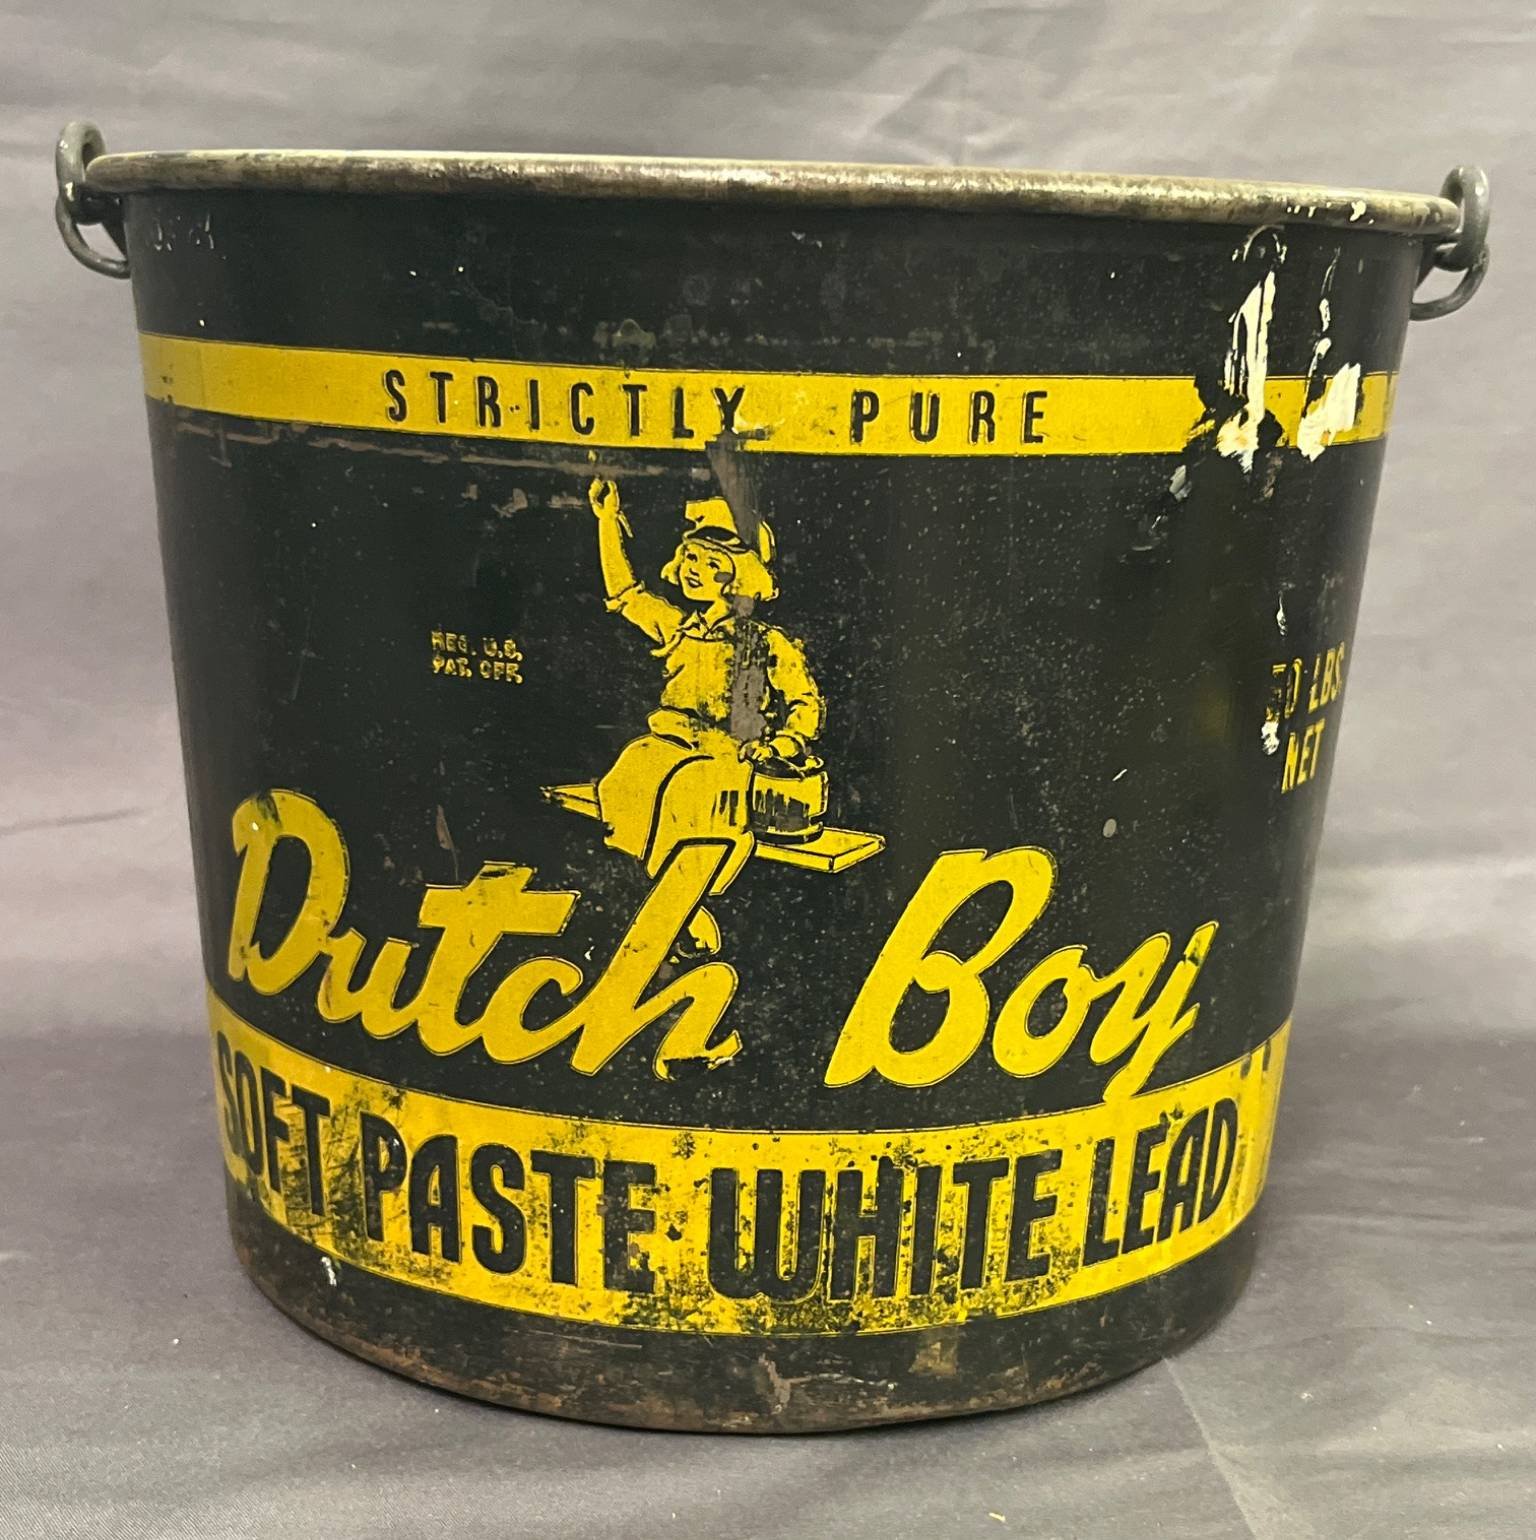 STRICTLY PURE
REG. U.S.
PAT. OFF.
LBS.
NET
Dutch Boy
SOFT PASTE WHITE LEAD